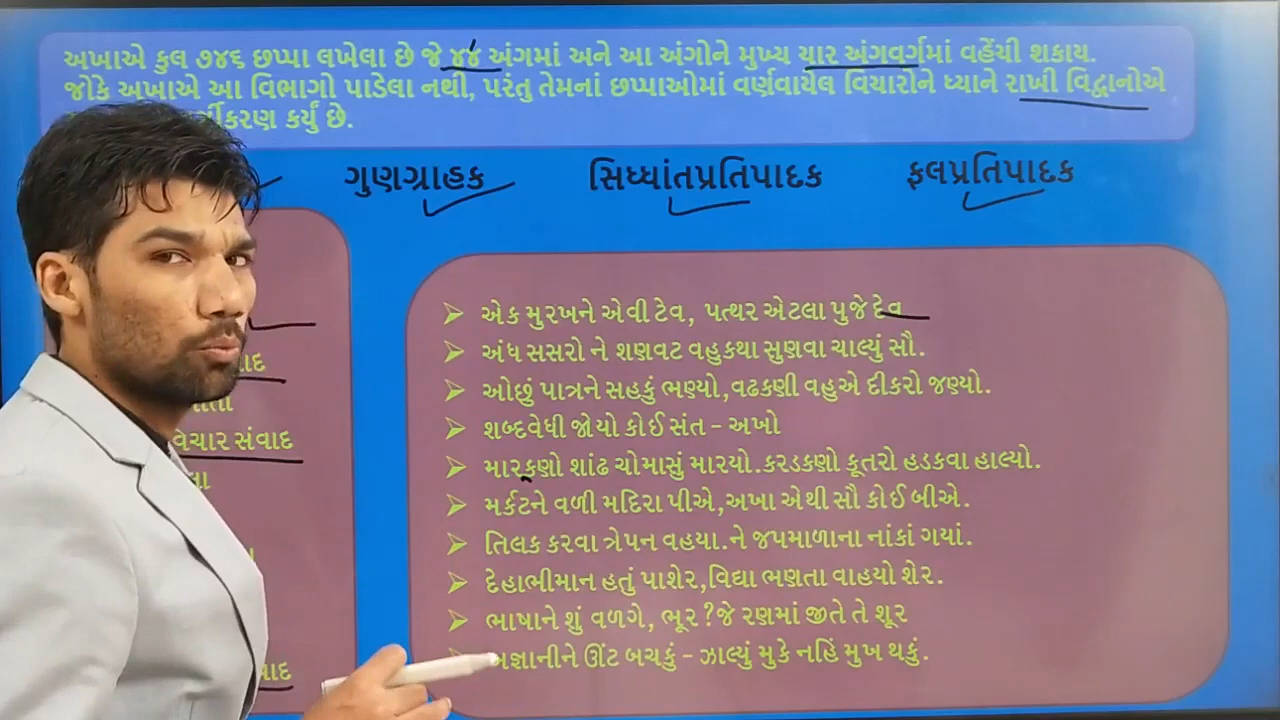 અખાએ કુલ ૭૪૬ છપ્પા લખેલા છે જે ૪૪ અંગમાં અને આ અંગોને મુખ્ય ચાર અંગવર્ગમાં વહેંચી શકાય.
જોકે અખાએ આ વિભાગો પાડેલા નથી, પરંતુ તેમનાં છપ્પાઓમાં વર્ણવાયેલ વિચારોને ધ્યાને રાખી વિદ્વાનોએ
કર્યું છે.
ગુણગ્રાહક સિધ્ધાંતપ્રતિપાદક ફલપ્રતિપાદક
એક મુરખને એવી ટેવ, પત્થર એટલા પુજે દેવ
અંધ સસરો ને શણવટ વહુકથા સુણવા ચાલ્યું સૌ.
ઓછું પાત્રને સહકું ભણ્યો,વઢકણી વહુએ દીકરો જણ્યો.
શબ્દવેધી જોયો કોઈ સંત - અખો
મારકણો શાંઢ ચોમાસું મારયો.કરડકણો કૂતરો હડકવા હાલ્યો.
સંવાદ
મર્કટને વળી મદિરા પીએ,અખા એથી સૌ કોઈ બીએ.
તિલક કરવા ત્રેપન વહયા.ને જપમાળાના નાંકાં ગયાં.
દેહાભીમાન હતું પાશેર,વિદ્યા ભણતા વાહયો શેર.
ભાષાને શું વળગે, ભૂર ?જે રણમાં જીતે તે શૂર
ઊંટ બચકું - ઝાલ્યું મુકે નહિં મુખ થકું.